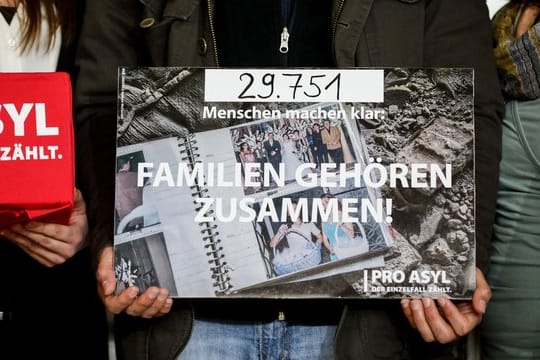 29.751
Menschen machen klar:
FAMILIEN GEHÖREN
ZUSAMMEN!
PRO ASYL
DER EINZELFALL ZÄHLT.
SYL
ZÄHLT.